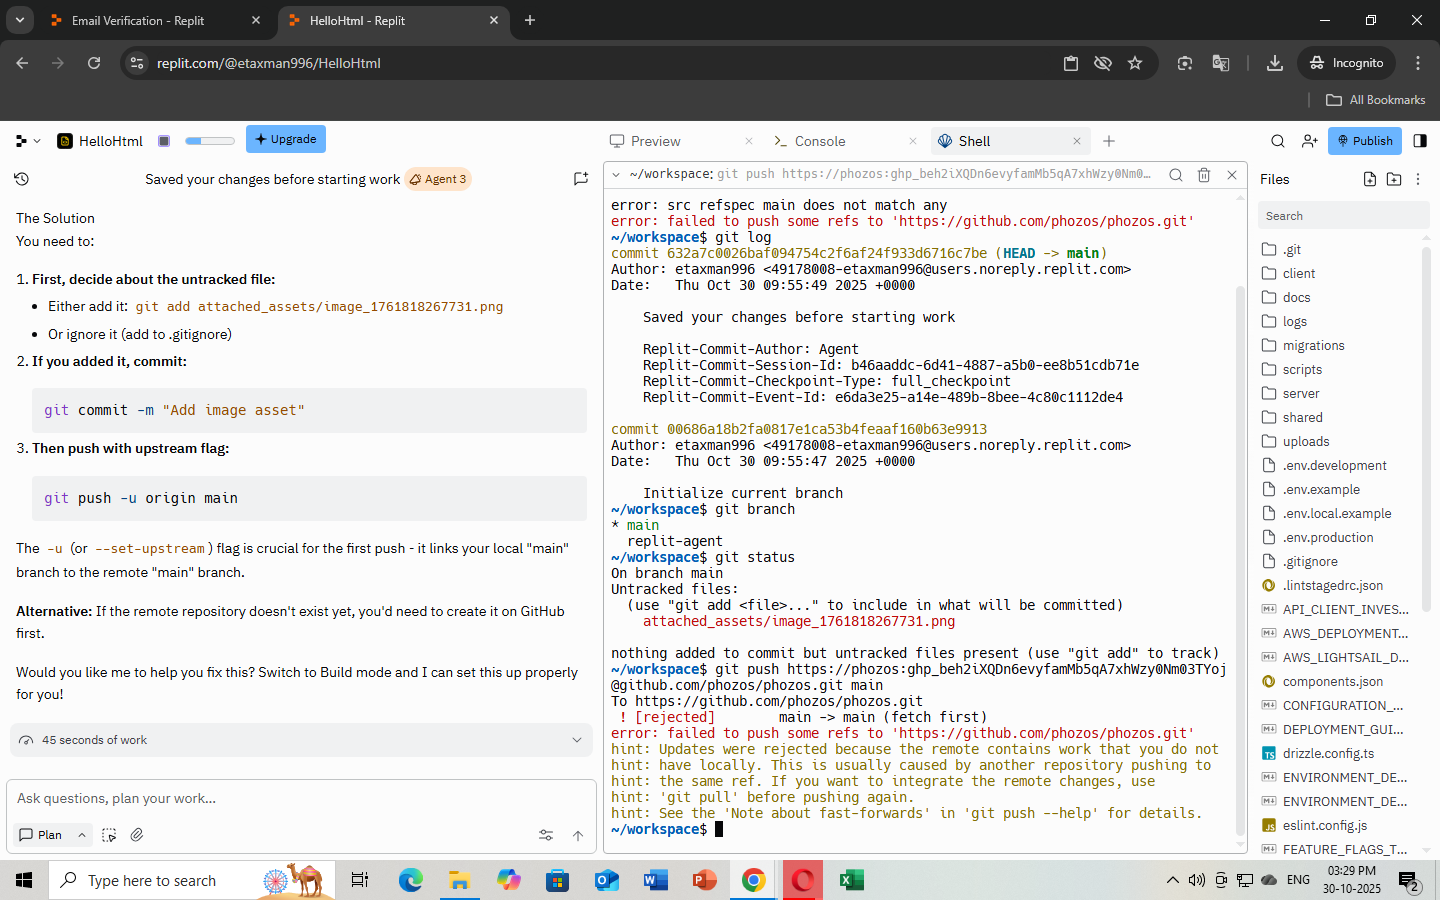 Email Verification - Replit
HelloHtml - Replit
replit.com/@etaxman996/HelloHtml
Incognito
All Bookmarks
HelloHtml
Upgrade
Saved your changes before starting work
Agent 3
The Solution
You need to:
1. First, decide about the untracked file:
• Either add it: git add attached_assets/image_1761818267731.png
• Or ignore it (add to .gitignore)
2. If you added it, commit:
git commit -m "Add image asset"
3. Then push with upstream flag:
git push -u origin main
The -u (or --set-upstream) flag is crucial for the first push - it links your local "main"
branch to the remote "main" branch.
Alternative: If the remote repository doesn't exist yet, you'd need to create it on GitHub
first.
Would you like me to help you fix this? Switch to Build mode and I can set this up properly
for you!
45 seconds of work
Ask questions, plan your work...
Plan
Preview
Console
Shell
Publish
~/workspace: git push https://phozos:ghp_beh2iXQDn6evyfamMb5qA7xhWzy0Nm0...
error: src refspec main does not match any
error: failed to push some refs to 'https://github.com/phozos/phozos.git'
~/workspace$ git log
commit 632a7c0026baf094754c2f6af24f933d6716c7be (HEAD -> main)
Author: etaxman996 <49178008-etaxman996@users.noreply.replit.com>
Date:   Thu Oct 30 09:55:49 2025 +0000
Saved your changes before starting work
Replit-Commit-Author: Agent
Replit-Commit-Session-Id: b46aaddc-6d41-4887-a5b0-ee8b51cdb71e
Replit-Commit-Checkpoint-Type: full_checkpoint
Replit-Commit-Event-Id: e6da3e25-a14e-489b-8bee-4c80c1112de4
commit 00686a18b2fa0817e1ca53b4feaaf160b63e9913
Author: etaxman996 <49178008-etaxman996@users.noreply.replit.com>
Date:   Thu Oct 30 09:55:47 2025 +0000
Initialize current branch
~/workspace$ git branch
* main
replit-agent
~/workspace$ git status
On branch main
Untracked files:
(use "git add <file>..." to include in what will be committed)
attached_assets/image_1761818267731.png
nothing added to commit but untracked files present (use "git add" to track)
~/workspace$ git push https://phozos: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
@github.com/phozos/phozos.git main
To https://github.com/phozos/phozos.git
! [rejected]        main -> main (fetch first)
error: failed to push some refs to 'https://github.com/phozos/phozos.git'
hint: Updates were rejected because the remote contains work that you do not
hint: have locally. This is usually caused by another repository pushing to
hint: the same ref. If you want to integrate the remote changes, use
hint: 'git pull' before pushing again.
hint: See the 'Note about fast-forwards' in 'git push --help' for details.
~/workspace$
Files
Search
.git
client
docs
logs
migrations
scripts
server
shared
uploads
.env.development
.env.example
.env.local.example
.env.production
.gitignore
.lintstagedrc.json
API_CLIENT_INVES...
AWS_DEPLOYMENT...
AWS_LIGHTSAIL_D...
components.json
CONFIGURATION_...
DEPLOYMENT_GUI...
drizzle.config.ts
ENVIRONMENT_DE...
ENVIRONMENT_DE...
eslint.config.js
FEATURE_FLAGS_T...
Type here to search
ENG
03:29 PM
30-10-2025
2